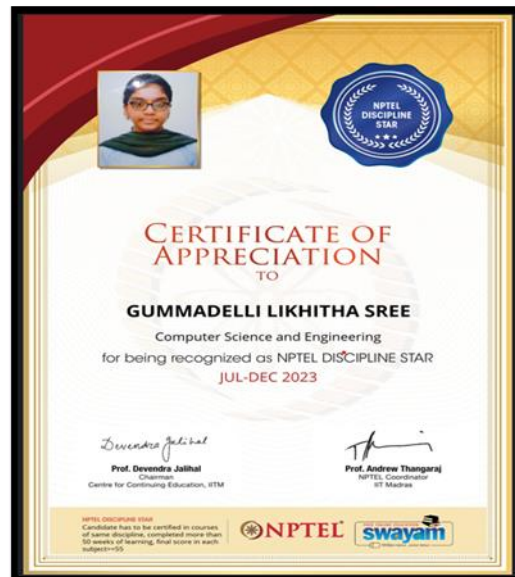 NPTEL
DISCIPLINE
STAR
CERTIFICATE OF
APPRECIATION
TO
GUMMADELLI LIKHITHA SREE
Computer Science and Engineering
for being recognized as NPTEL DISCIPLINE STAR
JUL-DEC 2023
Devendra Jalihal
Prof. Devendra Jalihal
Chairman
Centre for Continuing Education, IITM
Prof. Andrew Thangaraj
NPTEL Coordinator
IIT Madras
NPTEL DISCIPLINE STAR
Candidate has to be certified in courses
of same discipline, completed more than
50 weeks of learning, final score in each
subject>=55
NPTEL
swayam